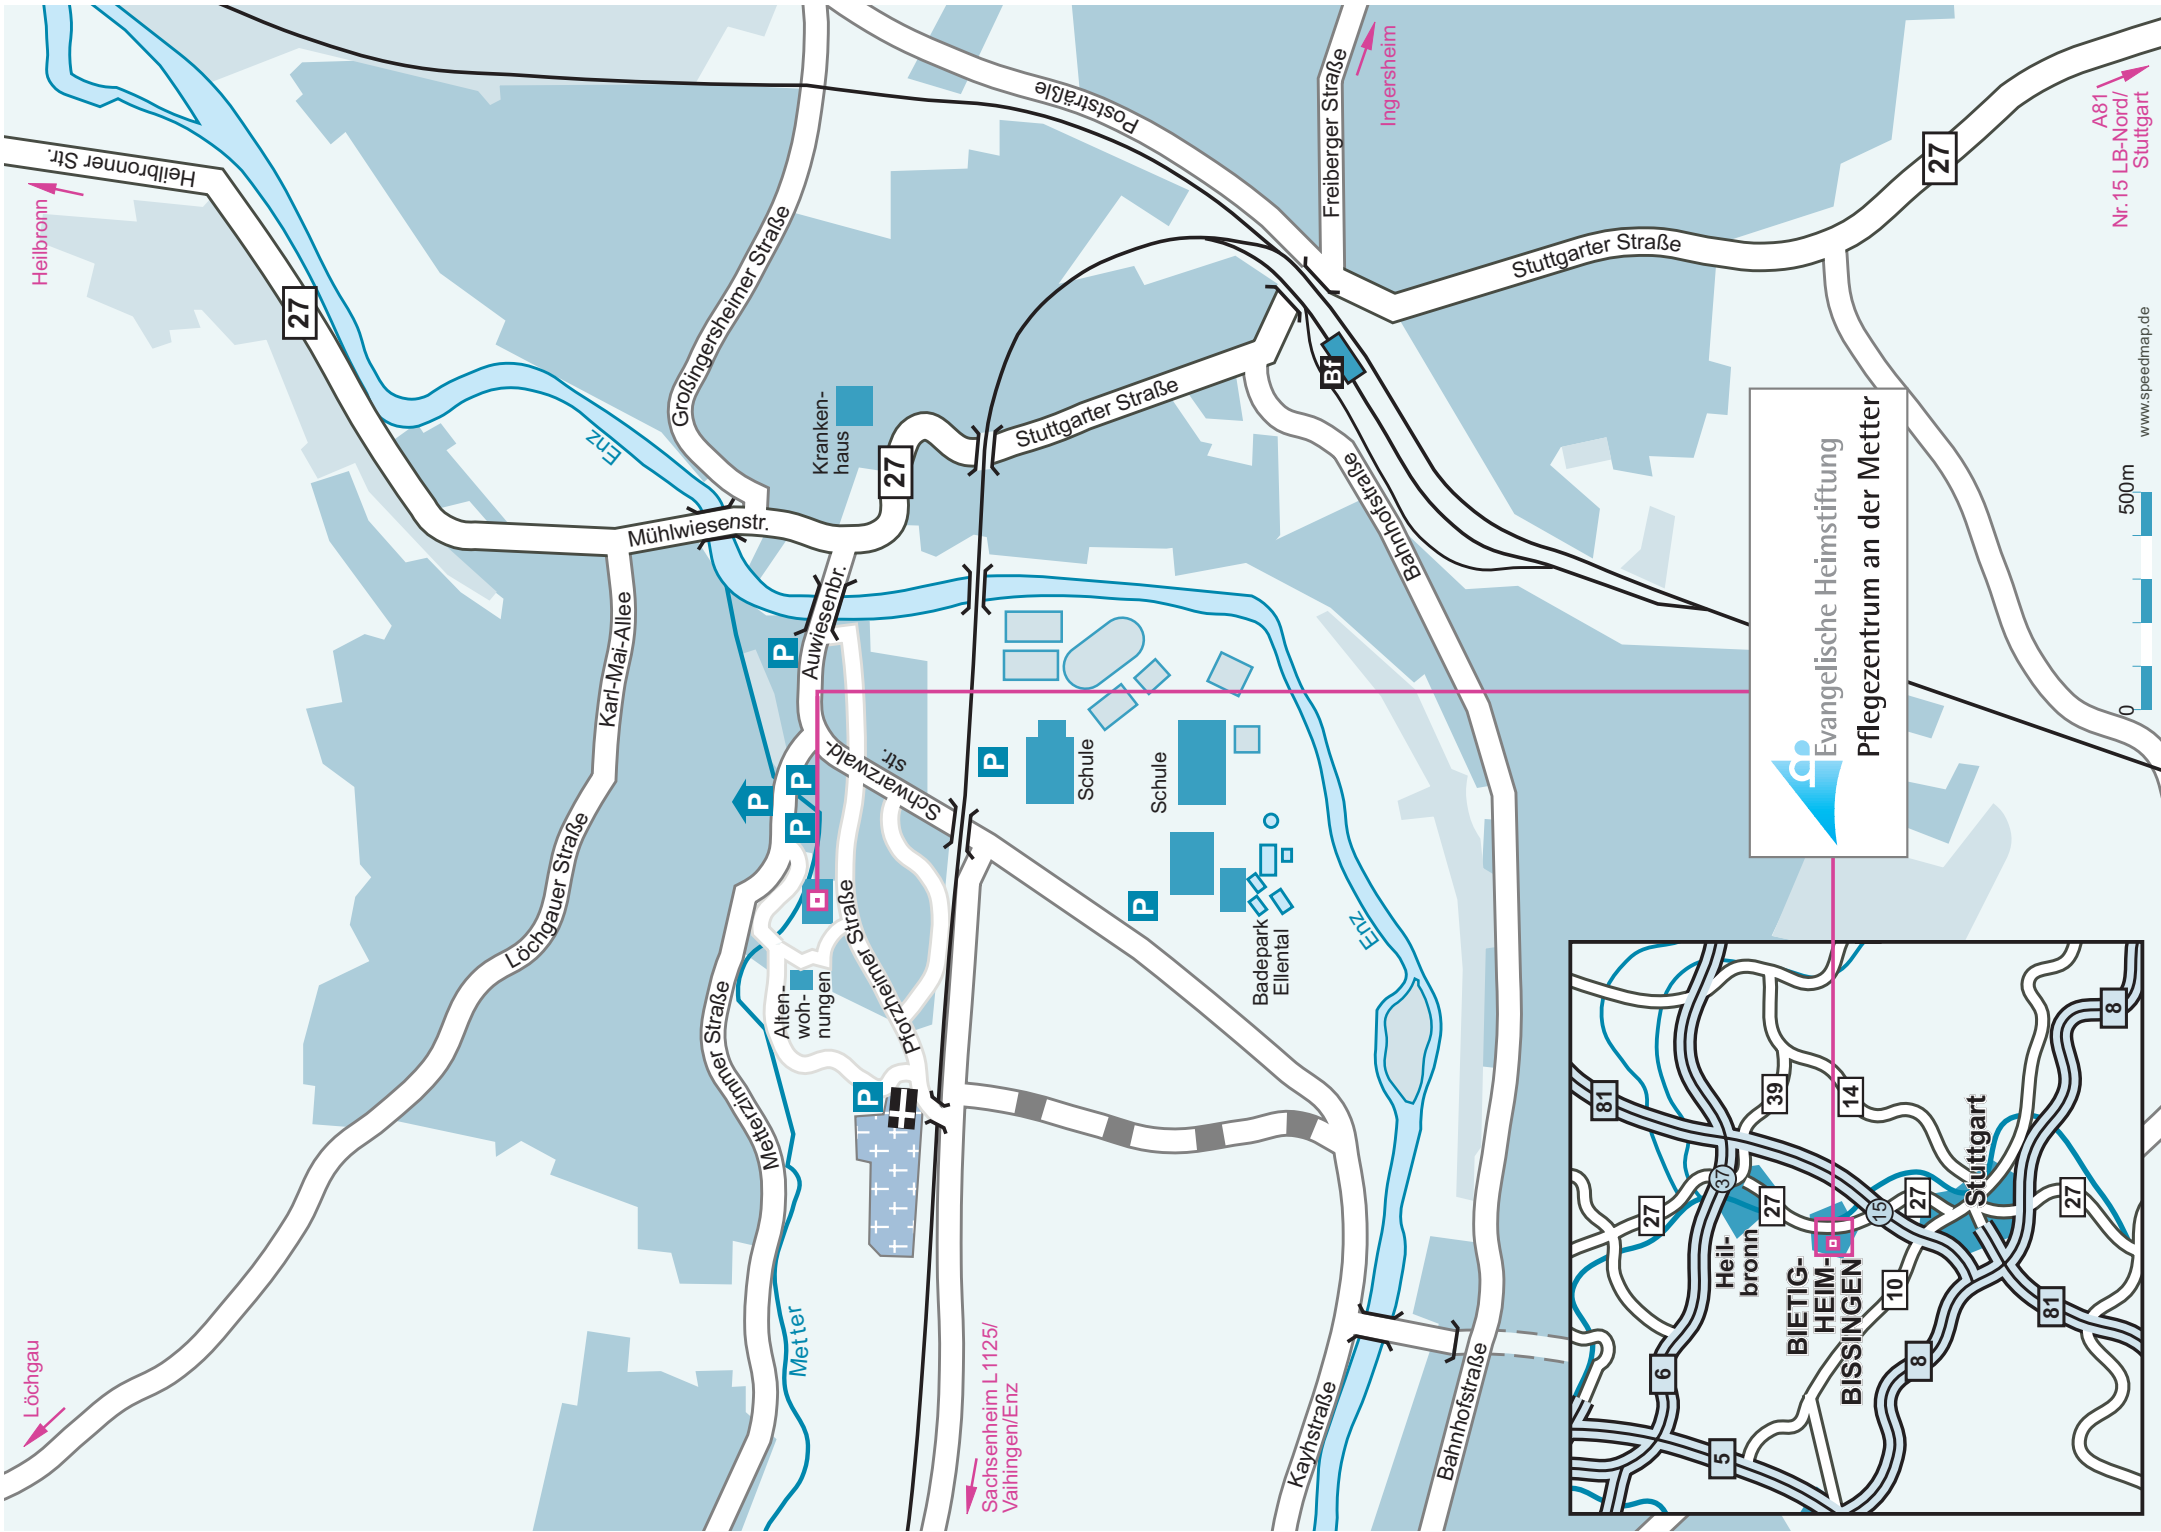 Heilbronn
Heilbronner Str.
27
Großingersheimer Straße
Poststräßle
Freiberger Straße
Ingersheim
A81
Nr.15 LB-Nord/
Stuttgart
27
Stuttgarter Straße
Enz
Kranken-
haus
27
Stuttgarter Straße
Bf
Bahnhofstraße
Mühlwiesenstr.
Karl-Mai-Allee
Auwiesenbr.
P
Löchgauer Straße
P
P
P
Schwarzwald-
str.
P
Schule
Schule
P
Badepark
Ellental
Enz
Metterzimmer Straße
Pforzheimer Straße
Alten-
woh-
nungen
P
Metter
Löchgau
Sachsenheim L 1125/
Vaihingen/Enz
Kayhstraße
Bahnhofstraße
Evangelische Heimstiftung
Pflegezentrum an der Metter
0
500m
www.speedmap.de
81
39
14
8
37
27
27
15
27
27
Stuttgart
Heil-
bronn
BIETIG-
HEIM-
BISSINGEN
10
81
6
8
5